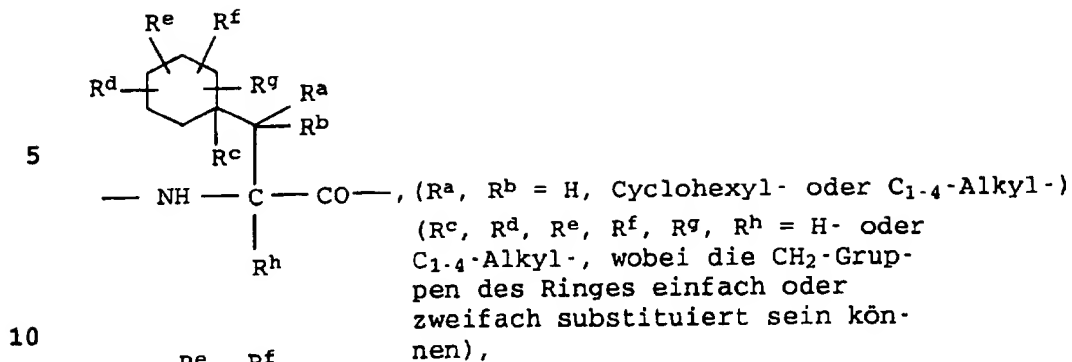 Re Rf
Rd Rg Ra
Rb
5 Rc
— NH — C — CO —, (Ra, Rb = H, Cyclohexyl- oder C1-4-Alkyl-)
(Rc, Rd, Re, Rf, Rg, Rh = H- oder
Rh C1-4-Alkyl-, wobei die CH2-Grup-
pen des Ringes einfach oder
zweifach substituiert sein kön-
10 nen),
Re Rf